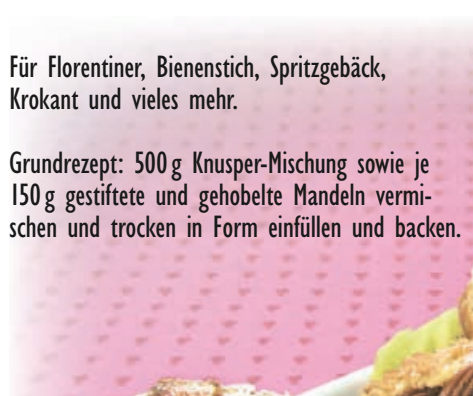 Für Florentiner, Bienenstich, Spritzgebäck,
Krokant und vieles mehr.
Grundrezept: 500 g Knusper-Mischung sowie je
150 g gestiftete und gehobelte Mandeln vermi-
schen und trocken in Form einfüllen und backen.